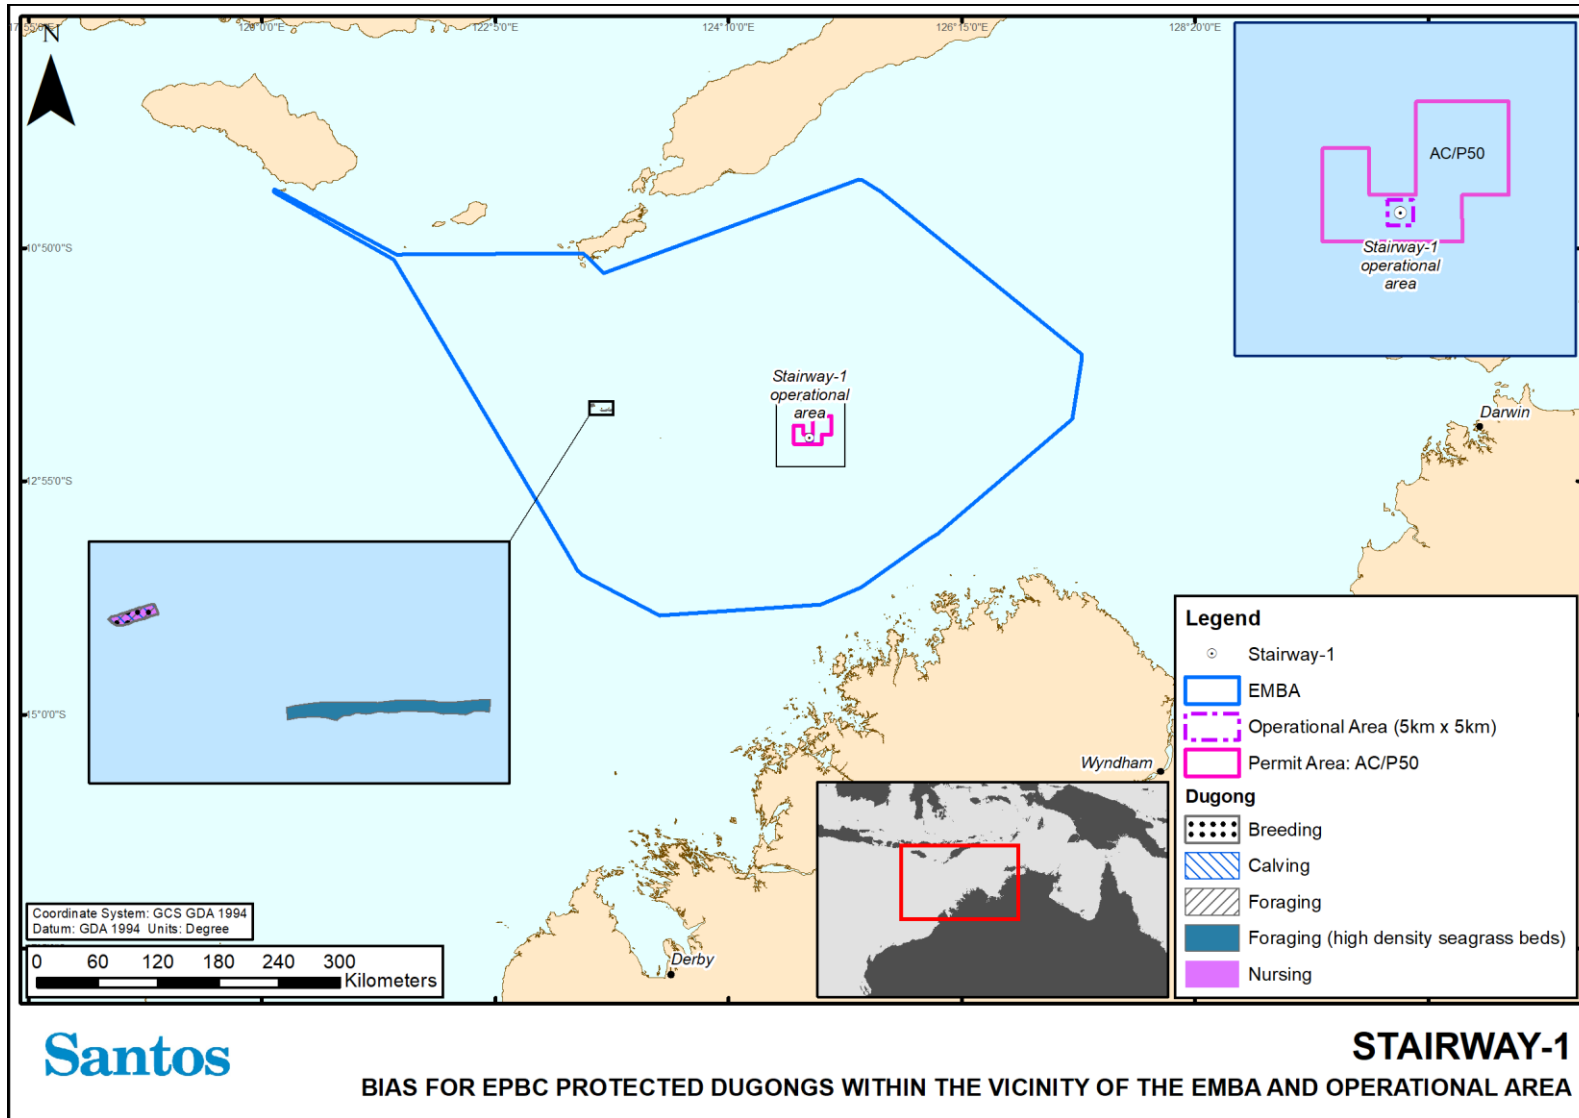 N
120°0'0"E
122°5'0"E
124°10'0"E
126°15'0"E
128°20'0"E
10°50'0"S
12°55'0"S
15°0'0"S
AC/P50
Stairway-1
operational
area
Stairway-1
operational
area
Darwin
Wyndham
Derby
Legend
Stairway-1
EMBA
Operational Area (5km x 5km)
Permit Area: AC/P50
Dugong
Breeding
Calving
Foraging
Foraging (high density seagrass beds)
Nursing
Coordinate System: GCS GDA 1994
Datum: GDA 1994 Units: Degree
0 60 120 180 240 300
Kilometers
Santos
STAIRWAY-1
BIAS FOR EPBC PROTECTED DUGONGS WITHIN THE VICINITY OF THE EMBA AND OPERATIONAL AREA